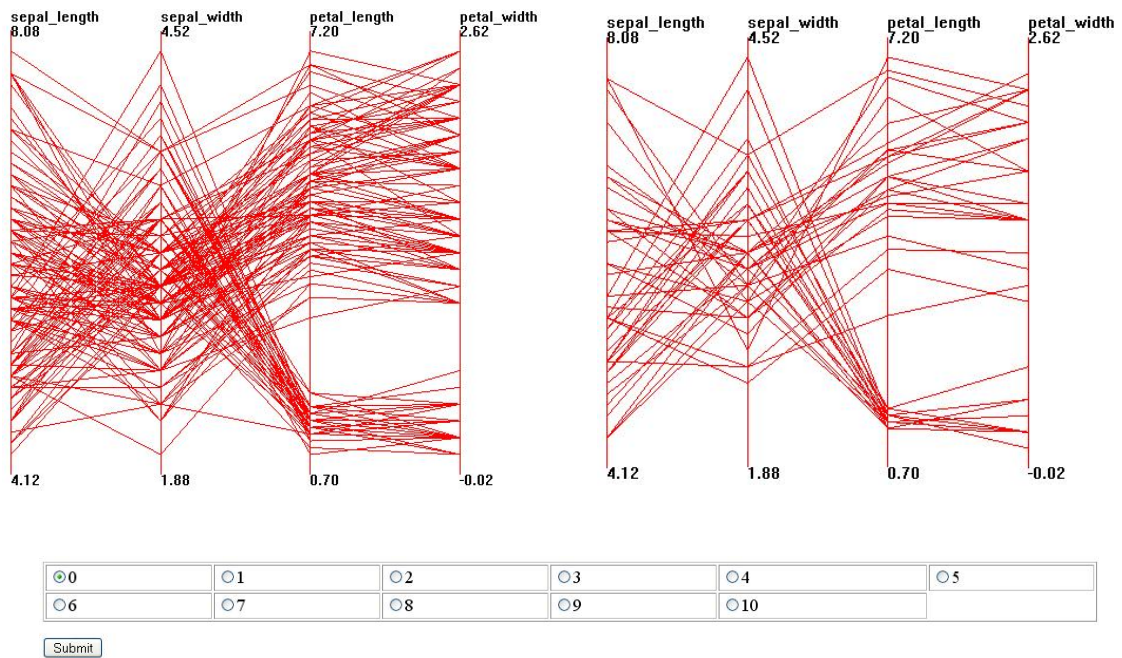 sepal_length sepal_width petal_length petal_width
8.08 4.52 7.20 2.62
4.12 1.88 0.70 -0.02
sepal_length sepal_width petal_length petal_width
8.08 4.52 7.20 2.62
4.12 1.88 0.70 -0.02
0 1 2 3 4 5
6 7 8 9 10
Submit